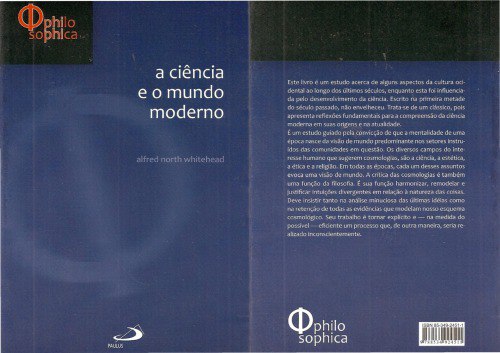 philo
sophica
a ciência
e o mundo
moderno
alfred north whitehead
PAULUS
Este livro é um estudo acerca de alguns aspectos da cultura oci
dental ao longo dos últimos séculos, enquanto esta foi influencia-
da pelo desenvolvimento da ciência. Escrito na primeira metade
do século passado, não envelheceu. Trata-se de um clássico, pois
apresenta reflexões fundamentais para a compreensão da ciência
moderna em suas origens e na atualidade.
É um estudo guiado pela convicção de que a mentalidade de uma
época nasce da visão de mundo predominante nos setores instruí-
dos das comunidades em questão. Os diversos campos do inte-
resse humano que sugerem cosmologias, são a ciência, a estética,
a ética e a religião. Em todas as épocas, cada um desses assuntos
evoca uma visão de mundo. A crítica das cosmologias é também
uma função da filosofia. É sua função harmonizar, remodelar e
justificar intuições divergentes em relação à natureza das coisas.
Deve insistir tanto na análise minuciosa das últimas idéias como
na retenção de todas as evidências que modelam nosso esquema
cosmológico. Seu trabalho é tornar explícito e — na medida do
possível — eficiente um processo que, de outra maneira, seria re-
alizado inconscientemente.
philo
sophica
ISBN 85-349-2451-1